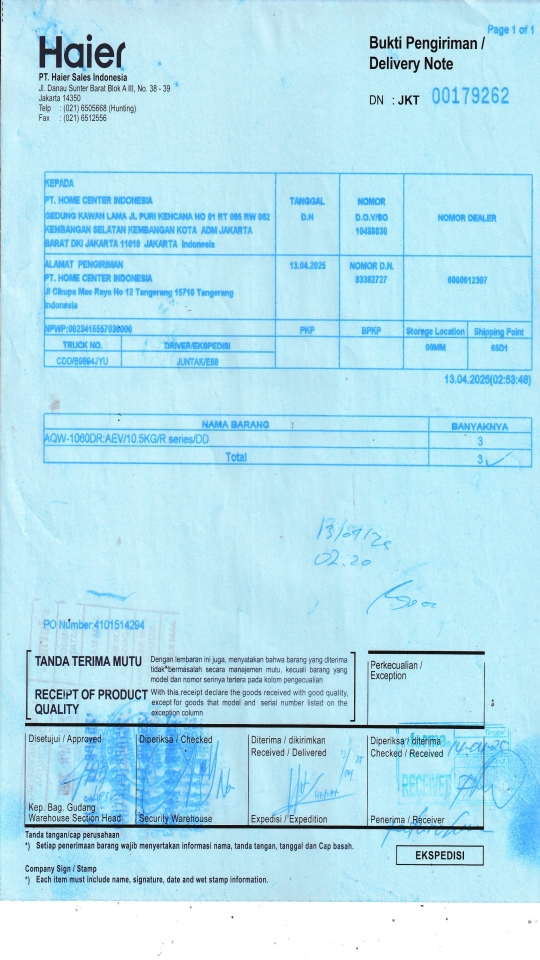 Page 1 of 1
Haier
Bukti Pengiriman /
Delivery Note
PT. Haier Sales Indonesia
Jl. Danau Sunter Barat Blok A III, No. 38 - 39
Jakarta 14350
Telp : (021) 6505668 (Hunting)
Fax : (021) 6512556
DN : JKT 00179262
KEPADA
PT. HOME CENTER INDONESIA
GEDUNG KAWAN LAMA JL PURI KENCANA NO 01 RT 005 RW 002
KEMBANGAN SELATAN KEMBANGAN KOTA ADM JAKARTA
BARAT DKI JAKARTA 11610 JAKARTA Indonesia
TANGGAL
D.N
NOMOR
D.O.V/SO
10488030
NOMOR DEALER
ALAMAT PENGIRIMAN
PT. HOME CENTER INDONESIA
Jl Cikupa Mas Raya No 12 Tangerang 15710 Tangerang
Indonesia
13.04.2025
NOMOR D.N.
83382727
6000612307
NPWP:0023415557038000
PKP
BPKP
Storege Location
Shipping Point
TRUCK NO.
DRIVER/EKSPEDISI
00MM
65D1
CDD/B9894JYU
JUNTAK/EBB
13.04.2025(02:53:48)
NAMA BARANG
BANYAKNYA
AQW-1060DR:AEV/10.5KG/R series/DD
3
Total
3
02.20
PO Number:4101514294
TANDA TERIMA MUTU
Dengan lembaran ini juga, menyatakan bahwa barang yang diterima
tidak bermasalah secara manajemen mutu, kecuali barang yang
model dan nomor serinya tertera pada kolom pengecualian
RECEIPT OF PRODUCT
QUALITY
With this receipt declare the goods received with good quality,
except for goods that model and serial number listed on the
exception column
Perkecualian /
Exception
Disetujui / Approved
Diperiksa / Checked
Diterima / dikirimkan
Received / Delivered
Diperiksa / diterima
Checked / Received
RECEIVED
Kep. Bag. Gudang
Warehouse Section Head
Security Warehouse
Expedisi / Expedition
Penerima / Receiver
Tanda tangan/cap perusahaan
*) Setiap penerimaan barang wajib menyertakan informasi nama, tanda tangan, tanggal dan Cap basah.
EKSPEDISI
Company Sign / Stamp
*) Each item must include name, signature, date and wet stamp information.